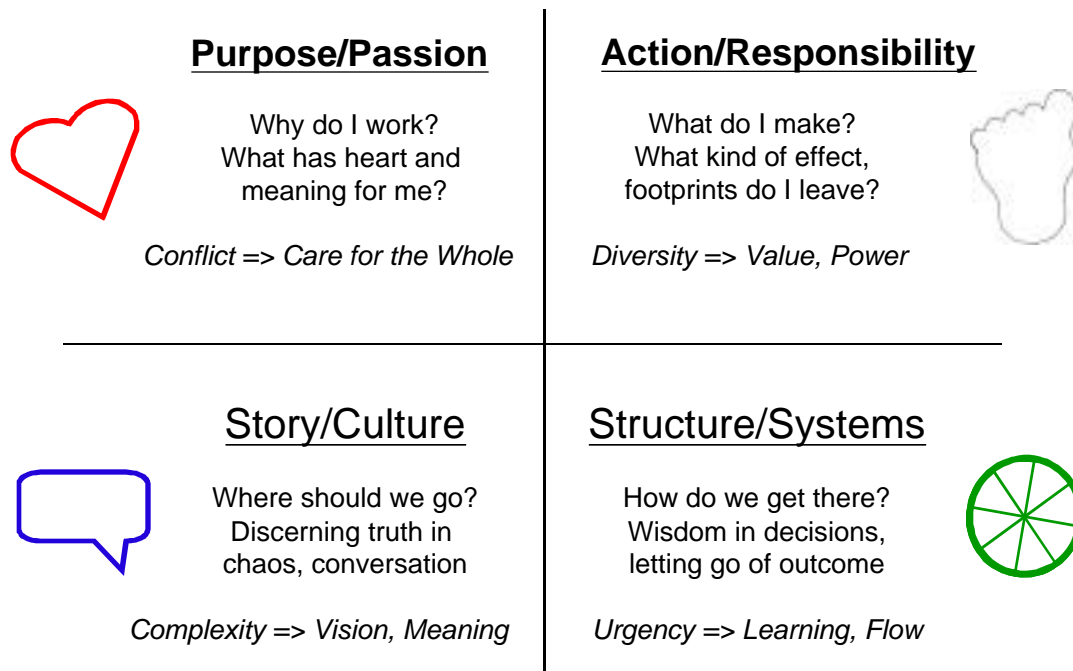 Purpose/Passion
Why do I work?
What has heart and
meaning for me?
Conflict => Care for the Whole
Action/Responsibility
What do I make?
What kind of effect,
footprints do I leave?
Diversity => Value, Power
Story/Culture
Where should we go?
Discerning truth in
chaos, conversation
Complexity => Vision, Meaning
Structure/Systems
How do we get there?
Wisdom in decisions,
letting go of outcome
Urgency => Learning, Flow